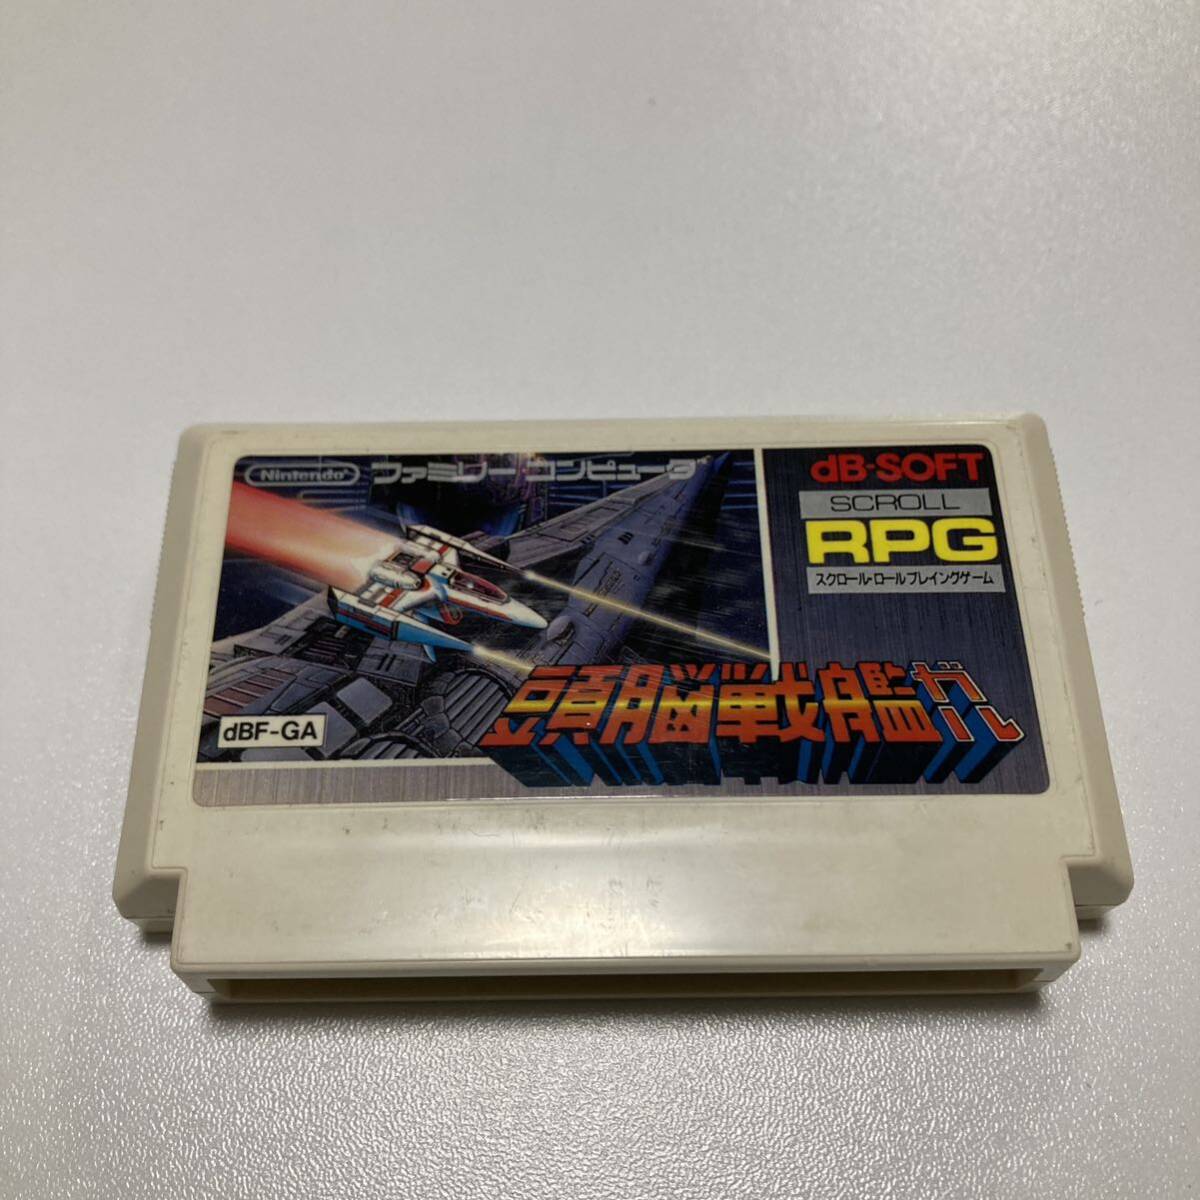 Nintendo
ファミリーコンピュータ™
dB-SOFT
SCROLL
RPG
スクロール・ロールプレイングゲーム
頭脳戦艦ガル
dBF-GA